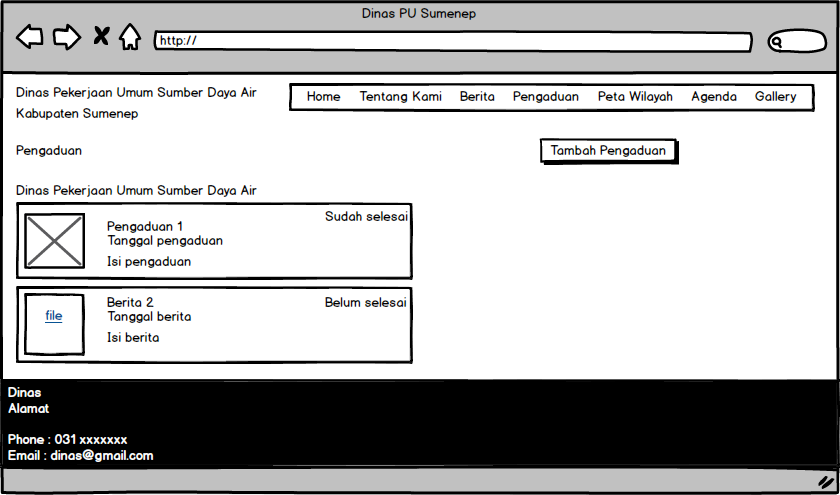 Dinas PU Sumenep
http://
Dinas Pekerjaan Umum Sumber Daya Air
Kabupaten Sumenep
Home Tentang Kami Berita Pengaduan Peta Wilayah Agenda Gallery
Pengaduan
Tambah Pengaduan
Dinas Pekerjaan Umum Sumber Daya Air
Sudah selesai
Pengaduan 1
Tanggal pengaduan
Isi pengaduan
file
Berita 2
Belum selesai
Tanggal berita
Isi berita
Dinas
Alamat
Phone : 031 xxxxxxx
Email : dinas@gmail.com